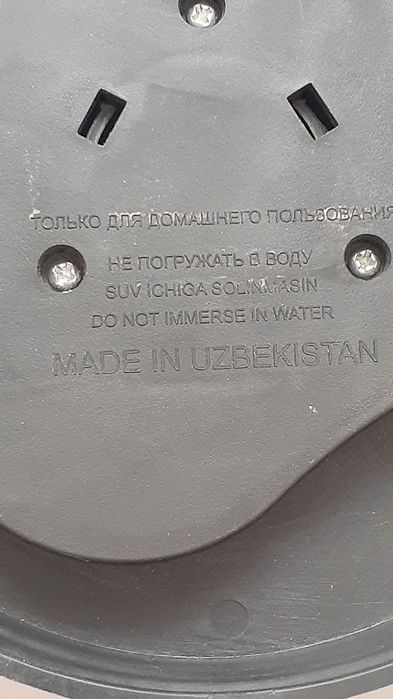 ТОЛЬКО ДЛЯ ДОМАШНЕГО ПОЛЬЗОВАНИЯ
НЕ ПОГРУЖАТЬ В ВОДУ
SUV ICHIGA SOLINMASIN
DO NOT IMMERSE IN WATER
MADE IN UZBEKISTAN